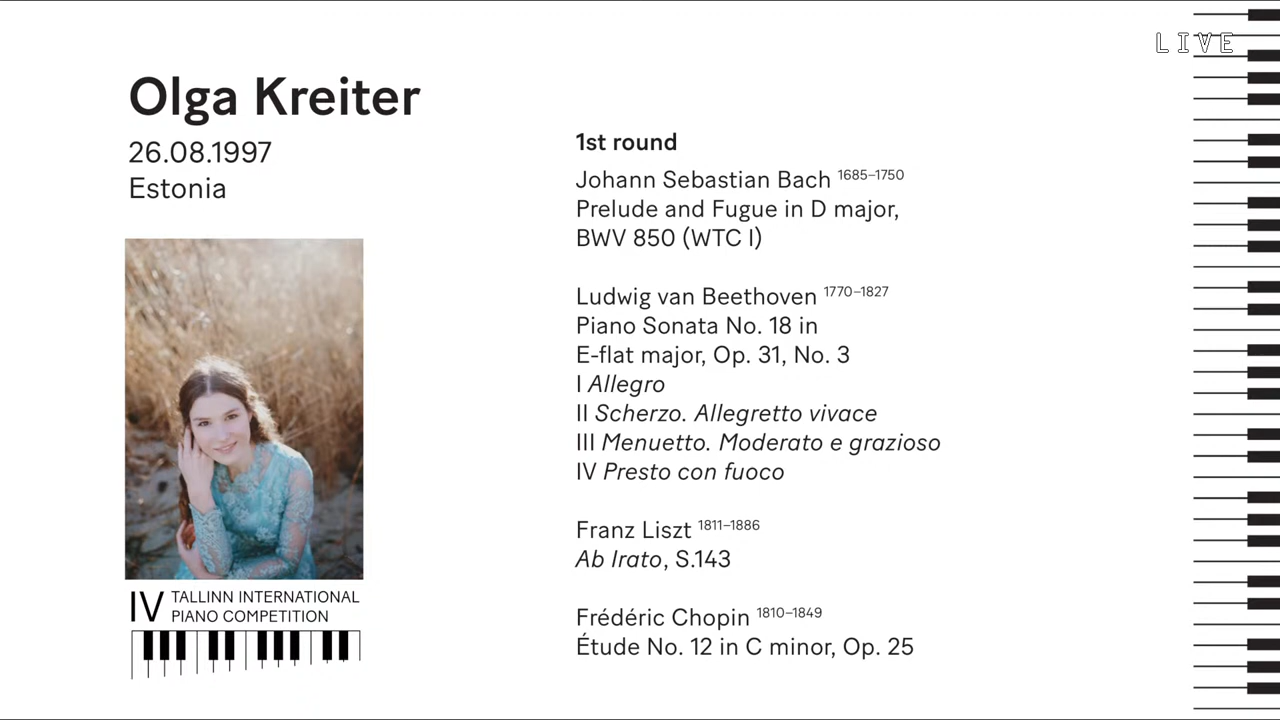 LIVE
Olga Kreiter
26.08.1997
Estonia
1st round
Johann Sebastian Bach 1685–1750
Prelude and Fugue in D major,
BWV 850 (WTC I)
Ludwig van Beethoven 1770–1827
Piano Sonata No. 18 in
E-flat major, Op. 31, No. 3
I Allegro
II Scherzo. Allegretto vivace
III Menuetto. Moderato e grazioso
IV Presto con fuoco
Franz Liszt 1811–1886
Ab Irato, S.143
Frédéric Chopin 1810–1849
Étude No. 12 in C minor, Op. 25
IV TALLINN INTERNATIONAL
PIANO COMPETITION